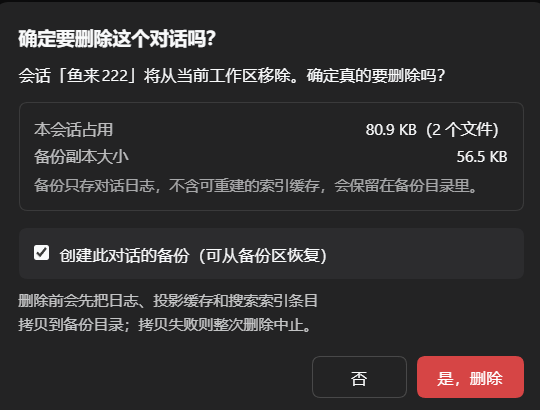 确定要删除这个对话吗？
会话「鱼来222」将从当前工作区移除。确定真的要删除吗？
本会话占用 80.9 KB（2 个文件）
备份副本大小 56.5 KB
备份只存对话日志，不含可重建的索引缓存，会保留在备份目录里。
创建此对话的备份（可从备份区恢复）
删除前会先把日志、投影缓存和搜索索引条目
拷贝到备份目录；拷贝失败则整次删除中止。
否 是，删除